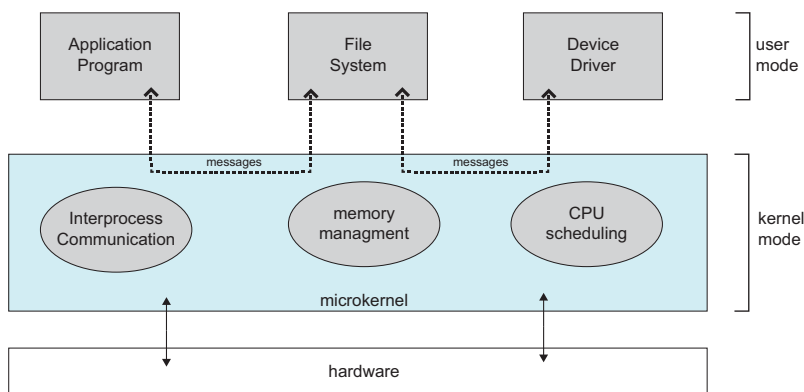 Application
Program
File
System
Device
Driver
user
mode
messages
messages
Interprocess
Communication
memory
managment
CPU
scheduling
kernel
mode
microkernel
hardware